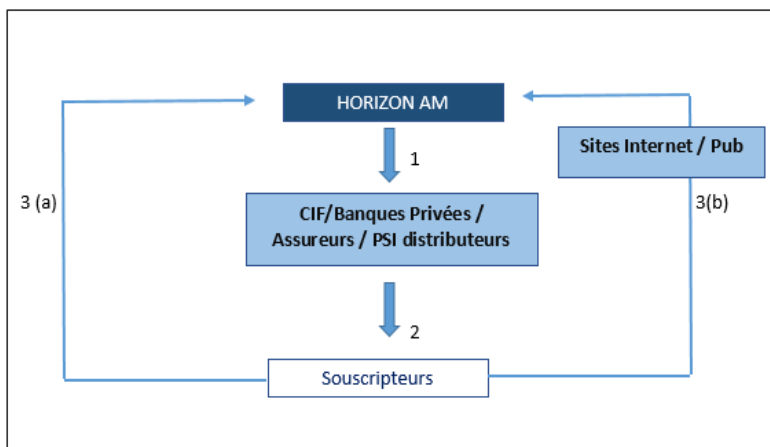 HORIZON AM
1
Sites Internet / Pub
3 (a)
CIF/Banques Privées /
Assureurs / PSI distributeurs
3(b)
2
Souscripteurs